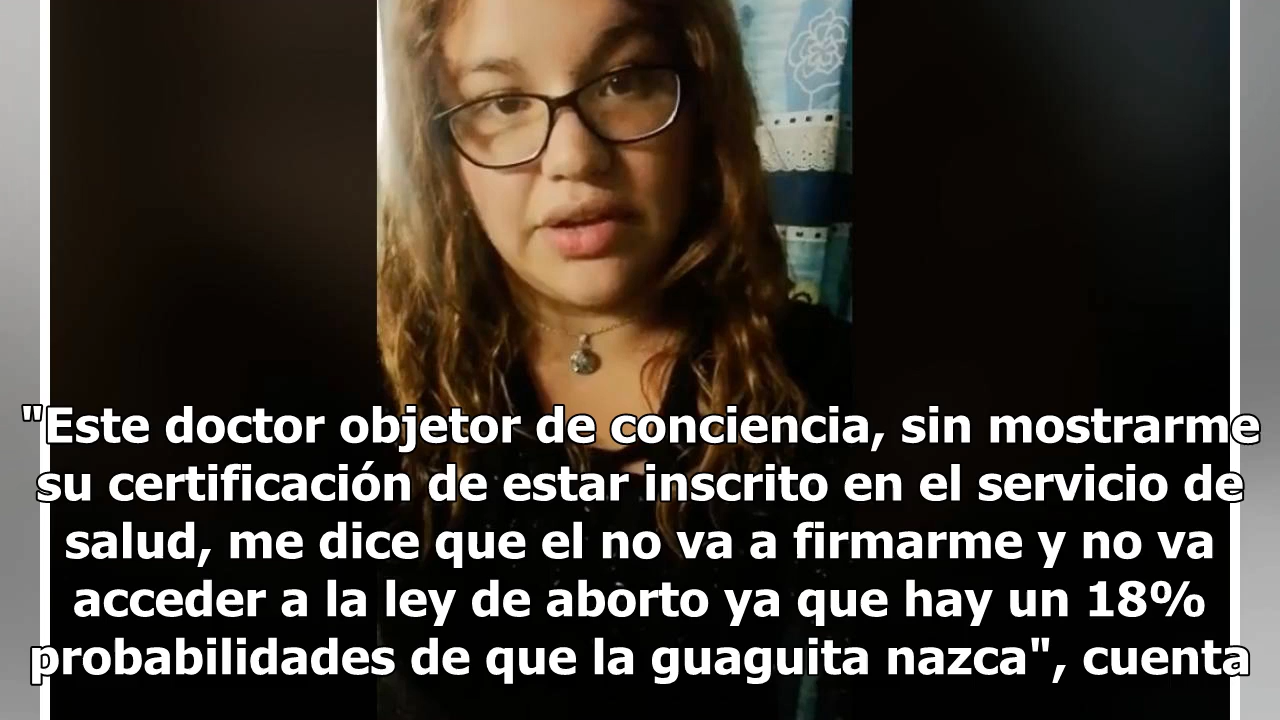 "Este doctor objetor de conciencia, sin mostrarme
su certificación de estar inscrito en el servicio de
salud, me dice que el no va a firmarme y no va
acceder a la ley de aborto ya que hay un 18%
probabilidades de que la guaguita nazca", cuenta